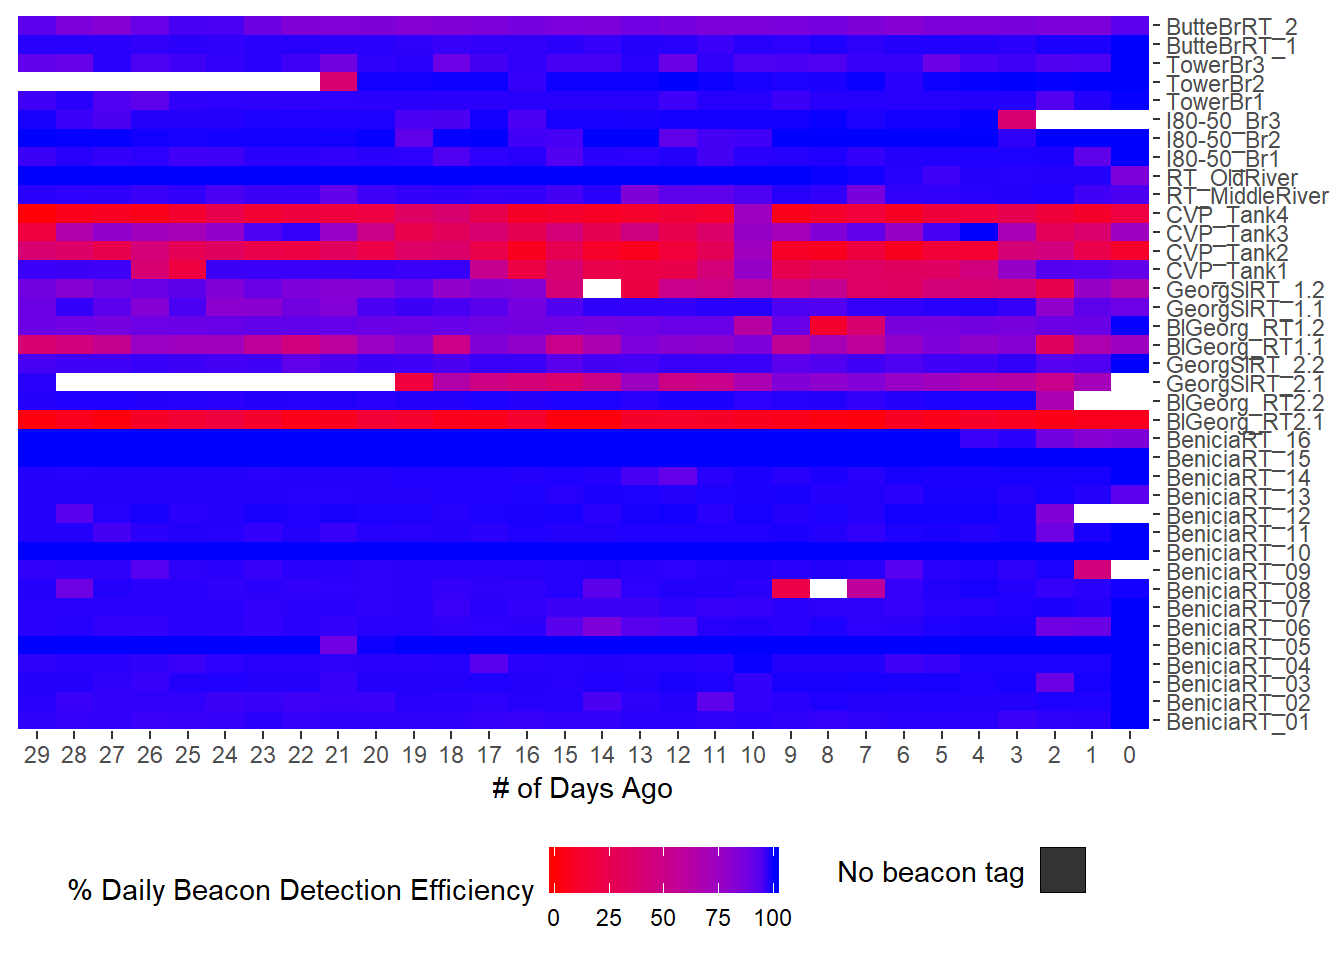 ButteBrRT_2
ButteBrRT_1
TowerBr3
TowerBr2
TowerBr1
I80-50_Br3
I80-50_Br2
I80-50_Br1
RT_OldRiver
RT_MiddleRiver
CVP_Tank4
CVP_Tank3
CVP_Tank2
CVP_Tank1
GeorgSlRT_1.2
GeorgSlRT_1.1
BlGeorg_RT1.2
BlGeorg_RT1.1
GeorgSlRT_2.2
GeorgSlRT_2.1
BlGeorg_RT2.2
BlGeorg_RT2.1
BeniciaRT_16
BeniciaRT_15
BeniciaRT_14
BeniciaRT_13
BeniciaRT_12
BeniciaRT_11
BeniciaRT_10
BeniciaRT_09
BeniciaRT_08
BeniciaRT_07
BeniciaRT_06
BeniciaRT_05
BeniciaRT_04
BeniciaRT_03
BeniciaRT_02
BeniciaRT_01
29 28 27 26 25 24 23 22 21 20 19 18 17 16 15 14 13 12 11 10 9 8 7 6 5 4 3 2 1 0
# of Days Ago
% Daily Beacon Detection Efficiency
0 25 50 75 100
No beacon tag